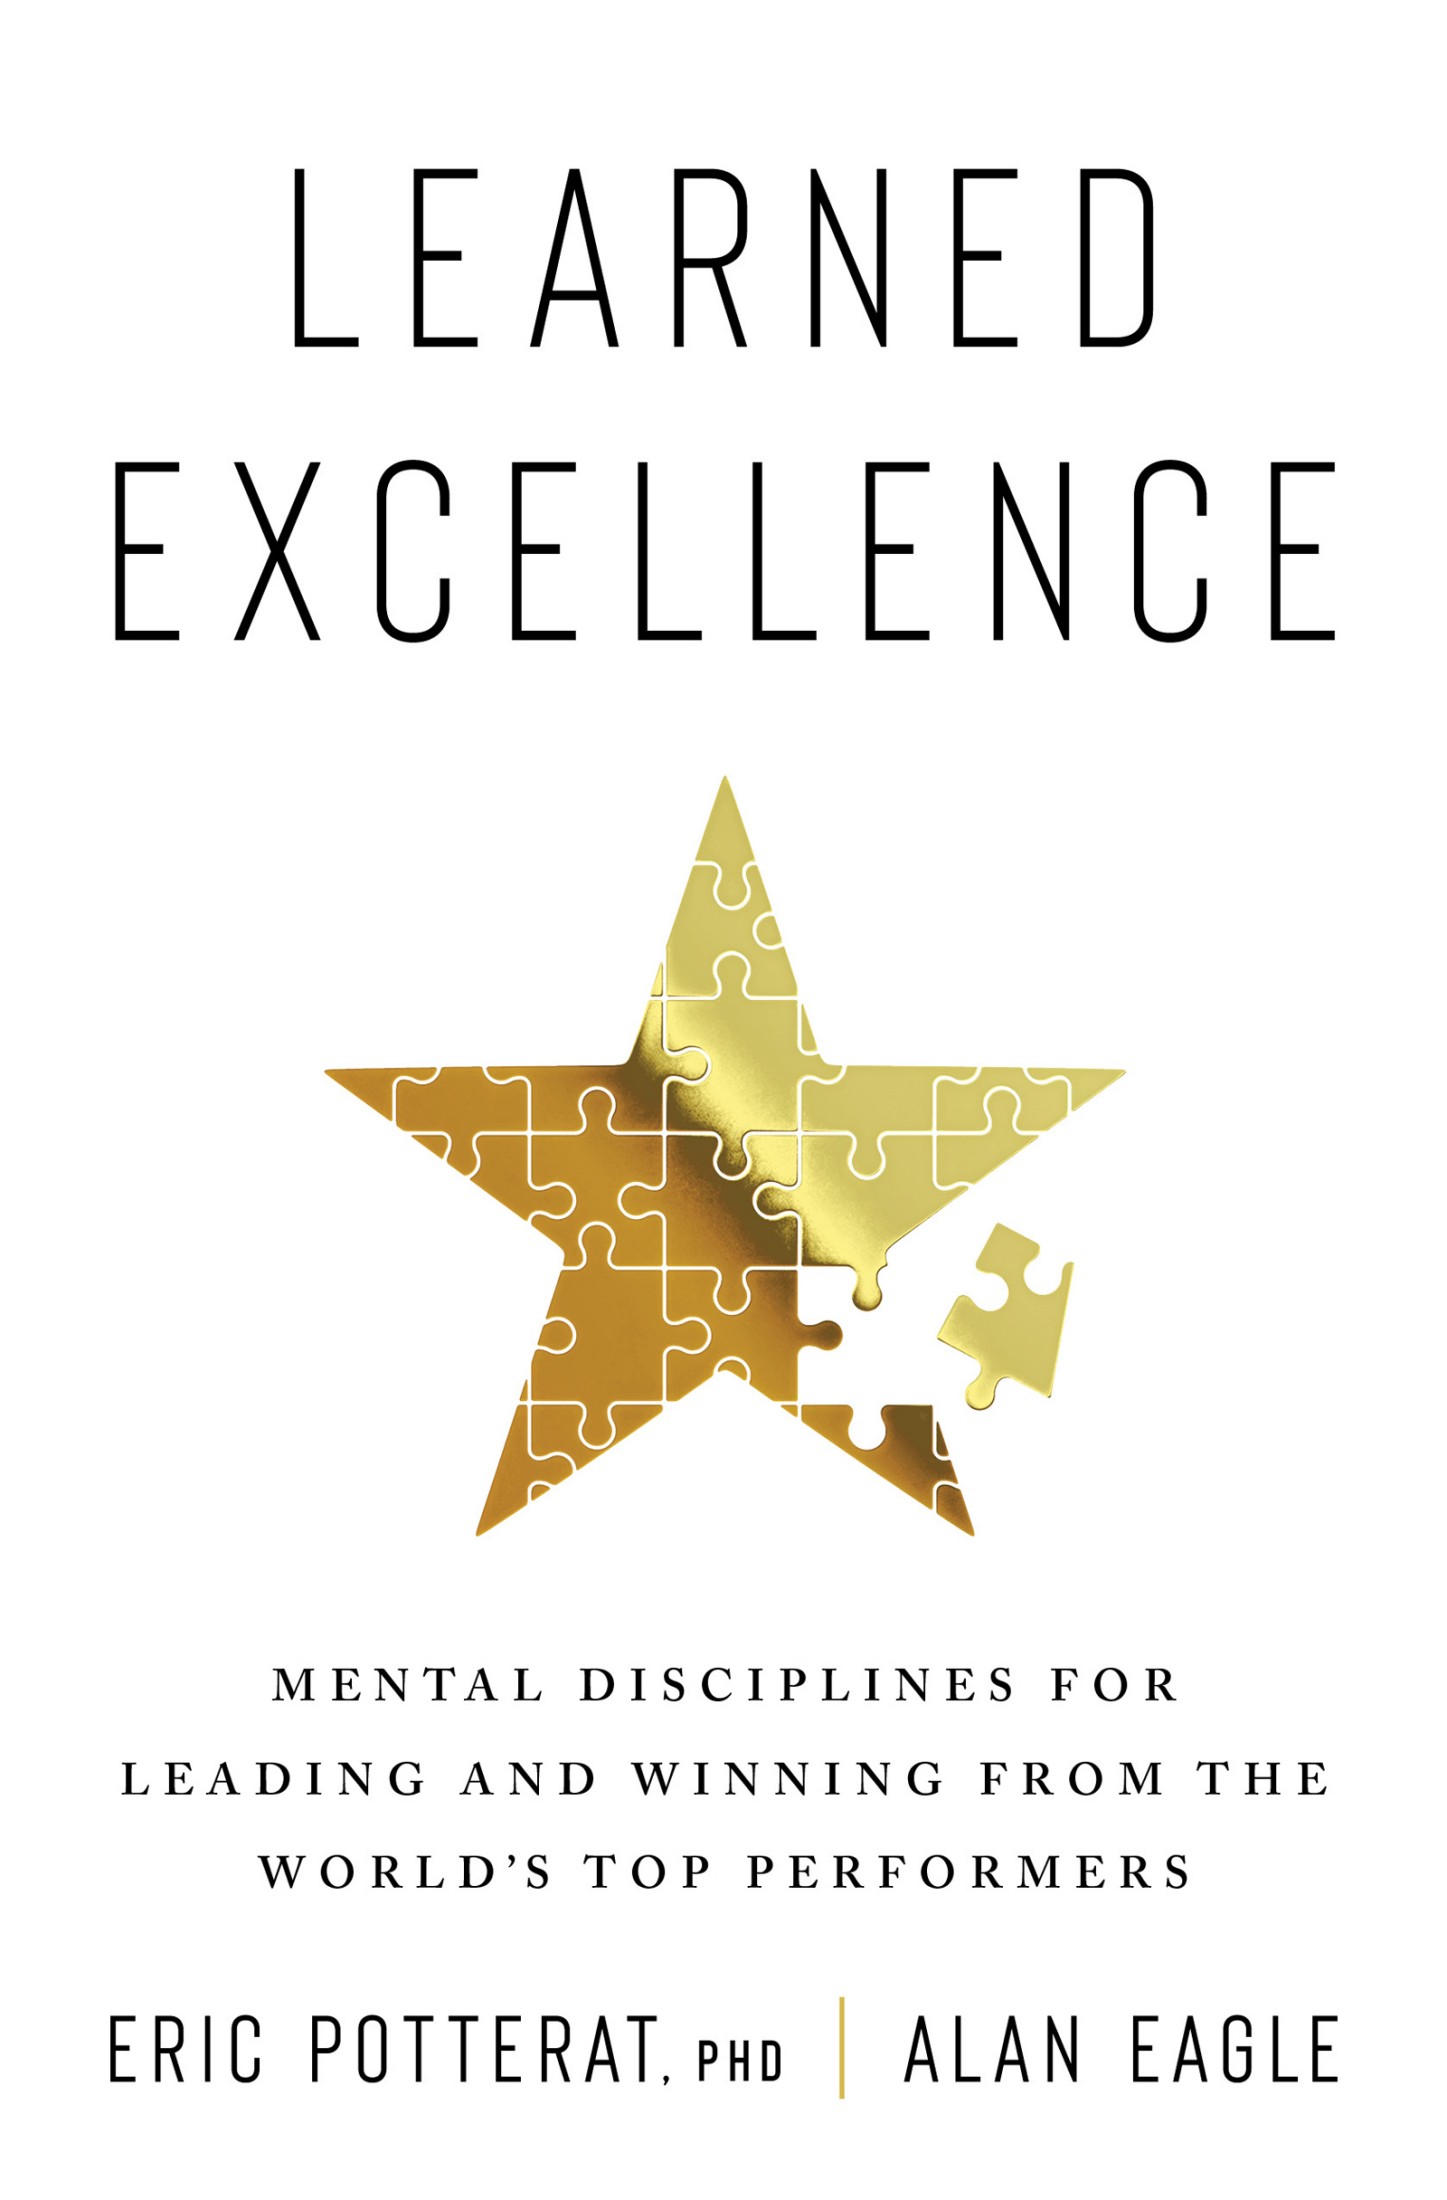 LEARNED
EXCELLENCE
MENTAL DISCIPLINES FOR
LEADING AND WINNING FROM THE
WORLD’S TOP PERFORMERS
ERIC POTTERAT, PHD | ALAN EAGLE